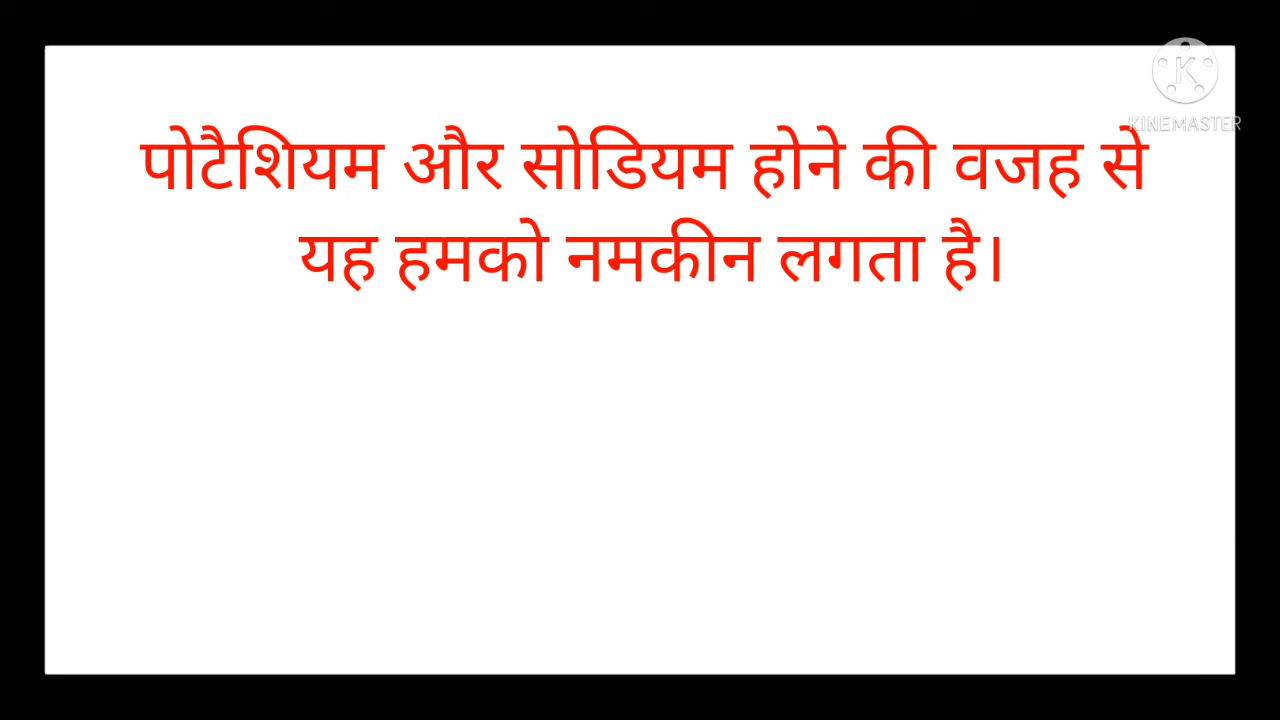 K
KINEMASTER
पोटैशियम और सोडियम होने की वजह से
यह हमको नमकीन लगता है।